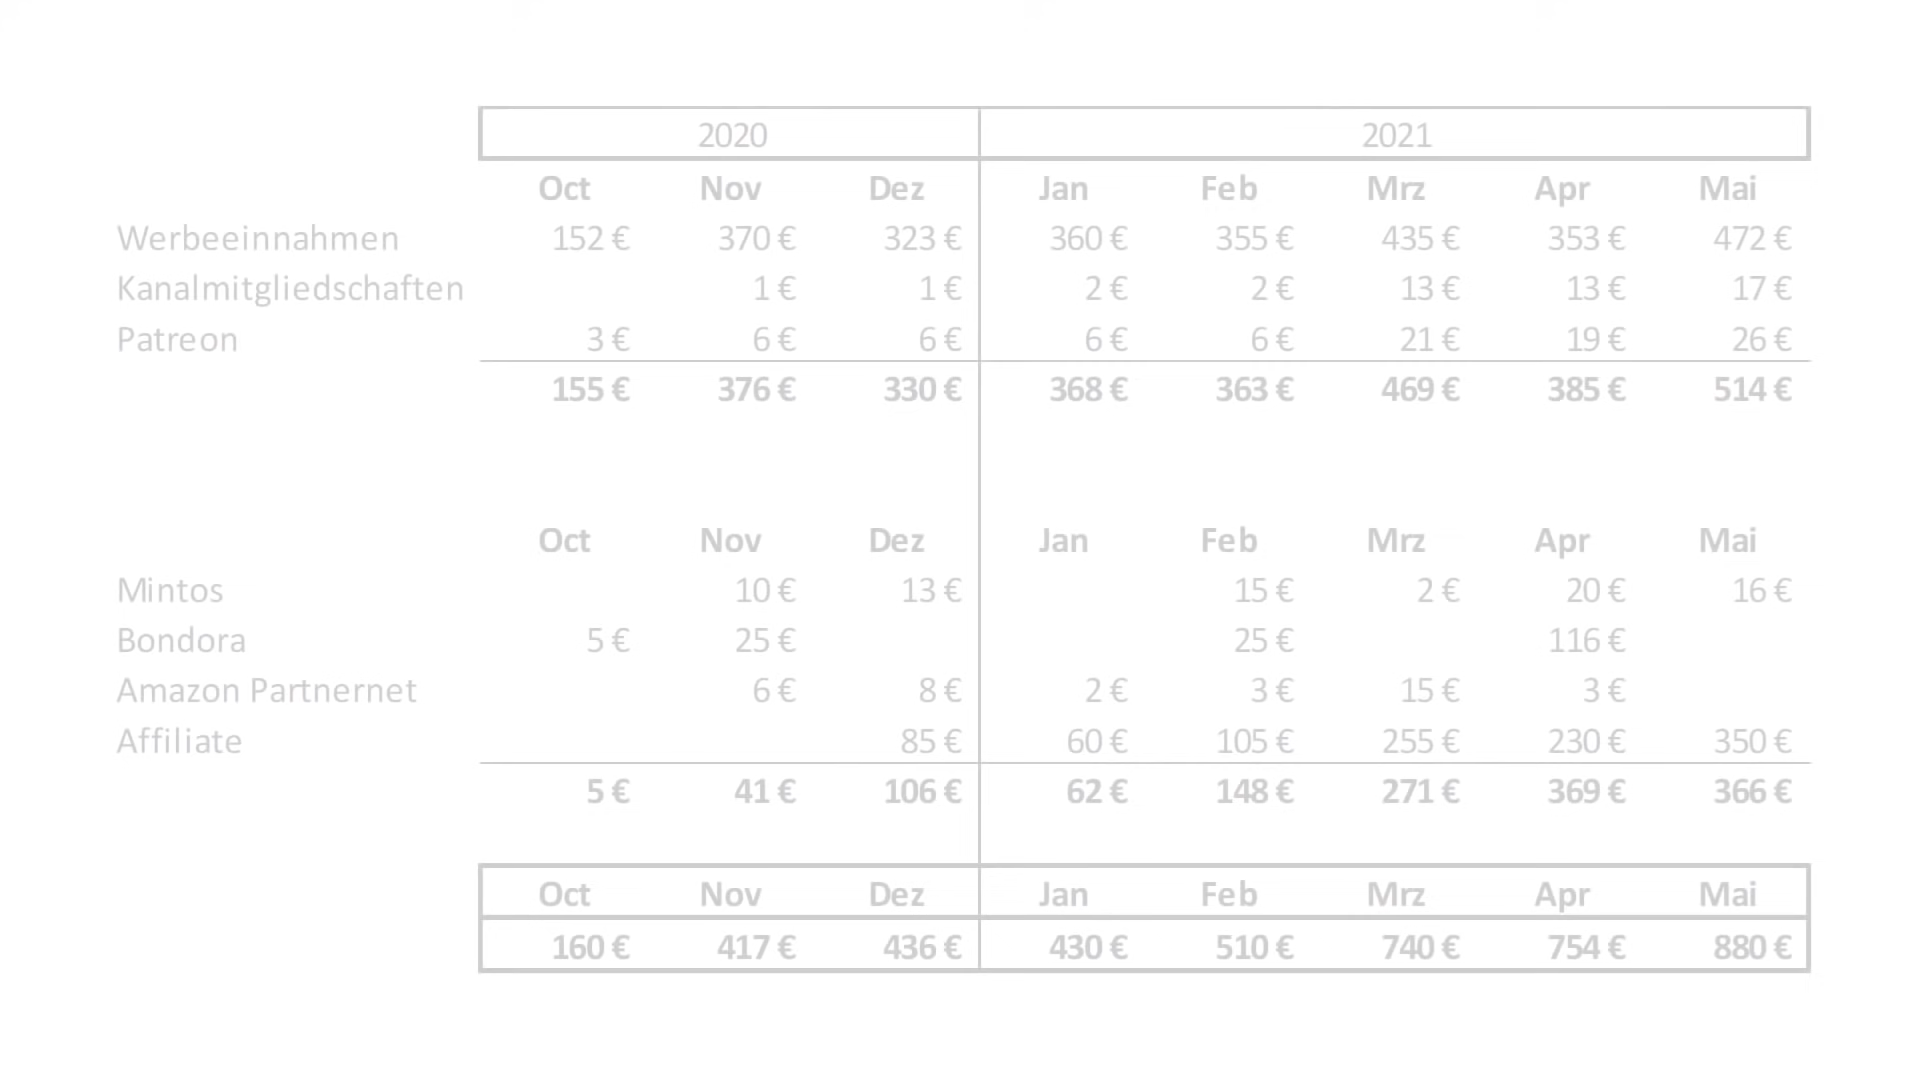 2020 2021
Oct Nov Dez Jan Feb Mrz Apr Mai
Werbeeinnahmen 152 € 370 € 323 € 360 € 355 € 435 € 353 € 472 €
Kanalmitgliedschaften 1 € 1 € 2 € 2 € 13 € 13 € 17 €
Patreon 3 € 6 € 6 € 6 € 6 € 21 € 19 € 26 €
155 € 376 € 330 € 368 € 363 € 469 € 385 € 514 €
Oct Nov Dez Jan Feb Mrz Apr Mai
Mintos 10 € 13 € 15 € 2 € 20 € 16 €
Bondora 5 € 25 € 25 € 116 €
Amazon Partnernet 6 € 8 € 2 € 3 € 15 € 3 €
Affiliate 85 € 60 € 105 € 255 € 230 € 350 €
5 € 41 € 106 € 62 € 148 € 271 € 369 € 366 €
Oct Nov Dez Jan Feb Mrz Apr Mai
160 € 417 € 436 € 430 € 510 € 740 € 754 € 880 €